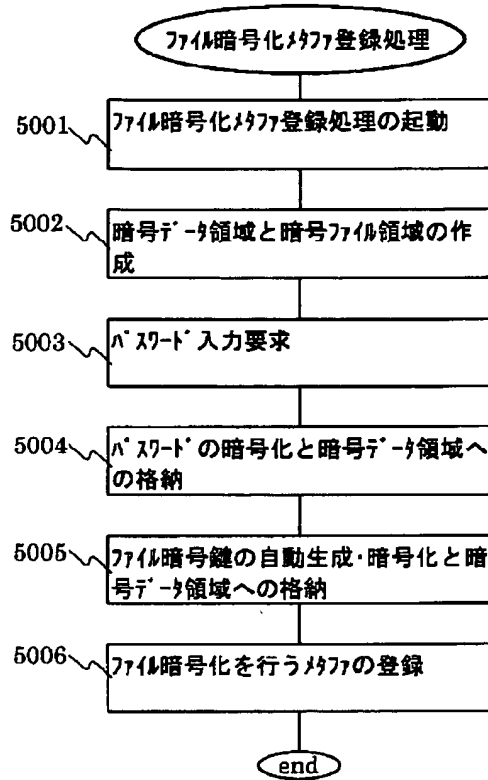 ﾌｧｲﾙ暗号化ﾒﾀﾌｧ登録処理
5001
ﾌｧｲﾙ暗号化ﾒﾀﾌｧ登録処理の起動
5002
暗号ﾃﾞｰﾀ領域と暗号ﾌｧｲﾙ領域の作
成
5003
ﾊﾟｽﾜｰﾄﾞ入力要求
5004
ﾊﾟｽﾜｰﾄﾞの暗号化と暗号ﾃﾞｰﾀ領域へ
の格納
5005
ﾌｧｲﾙ暗号鍵の自動生成･暗号化と暗
号ﾃﾞｰﾀ領域への格納
5006
ﾌｧｲﾙ暗号化を行うﾒﾀﾌｧの登録
end